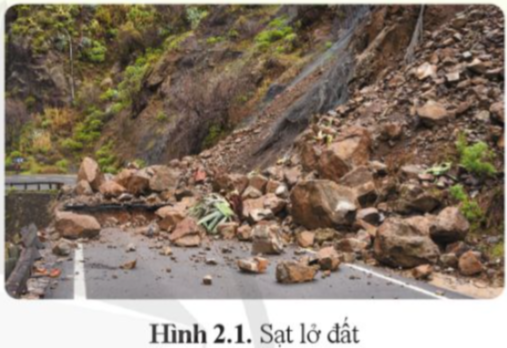 Hình 2.1. Sạt lở đất